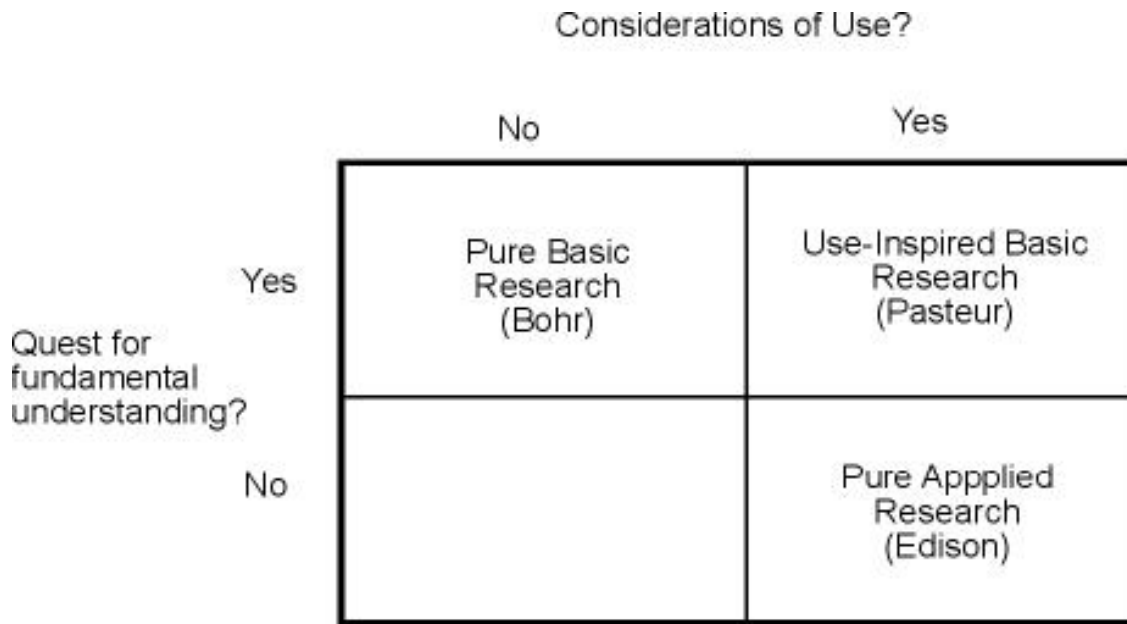 Considerations of Use?
No
Yes
Yes
Pure Basic
Research
(Bohr)
Use-Inspired Basic
Research
(Pasteur)
Quest for
fundamental
understanding?
No
Pure Appplied
Research
(Edison)